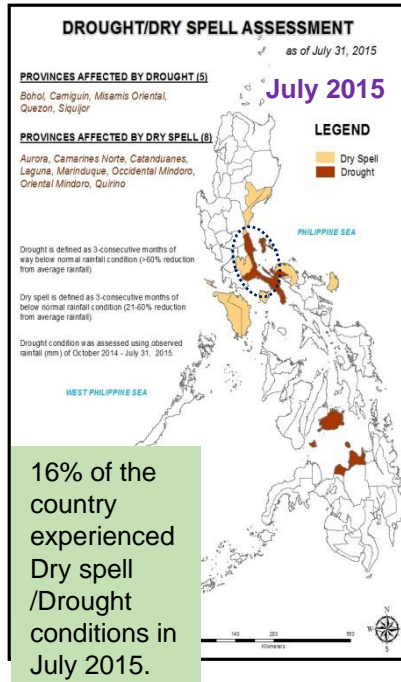 DROUGHT/DRY SPELL ASSESSMENT
as of July 31, 2015
PROVINCES AFFECTED BY DROUGHT (5)
July 2015
Bohol, Camiguin, Misamis Oriental,
Quezon, Siquijor
PROVINCES AFFECTED BY DRY SPELL (8)
LEGEND
Aurora, Camarines Norte, Catanduanes,
Laguna, Marinduque, Occidental Mindoro,
Oriental Mindoro, Quirino
Dry Spell
Drought
PHILIPPINE SEA
Drought is defined as 3-consecutive months of
way below normal rainfall condition (>60% reduction
from average rainfall).
Dry spell is defined as 3-consecutive months of
below normal rainfall condition (21-60% reduction
from average rainfall).
Drought condition was assessed using observed
rainfall (mm) of October 2014 - July 31, 2015.
WEST PHILIPPINE SEA
16% of the
country
experienced
Dry spell
/Drought
conditions in
July 2015.
N
W
S
140
Kilometers